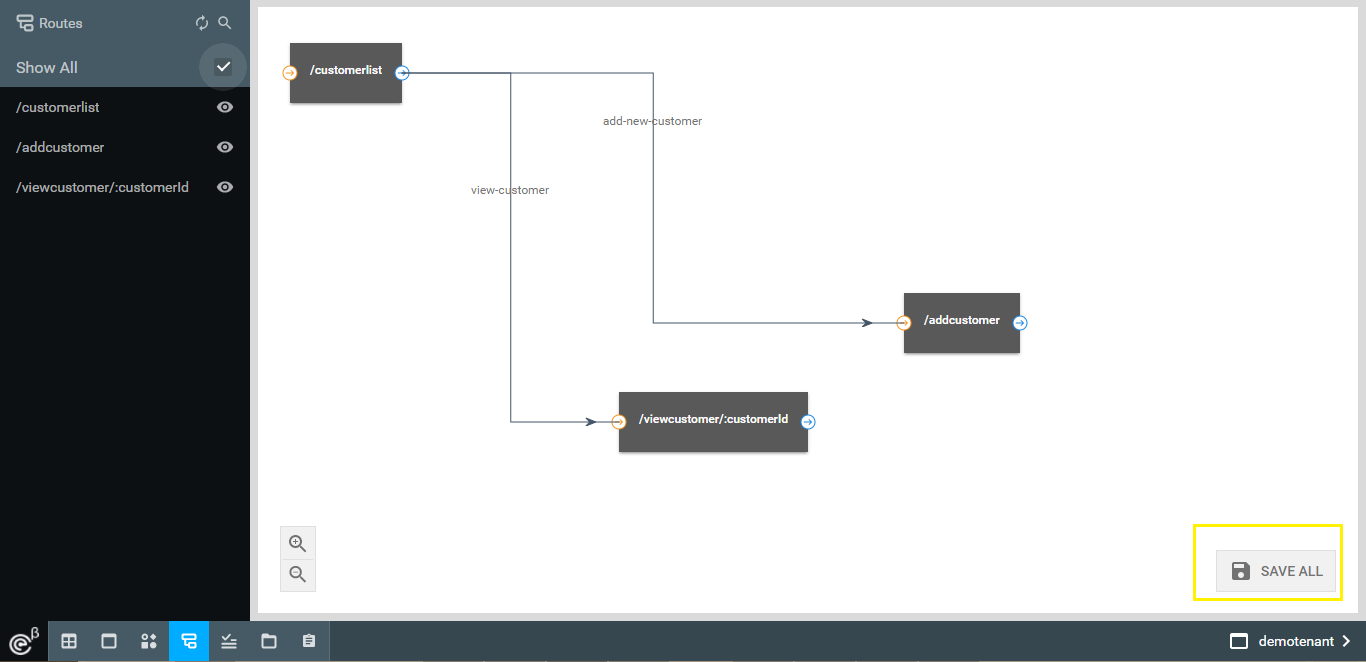 Routes
Show All
/customerlist
/addcustomer
/viewcustomer/:customerId
/customerlist
add-new-customer
view-customer
/addcustomer
/viewcustomer/:customerId
SAVE ALL
β
demotenant